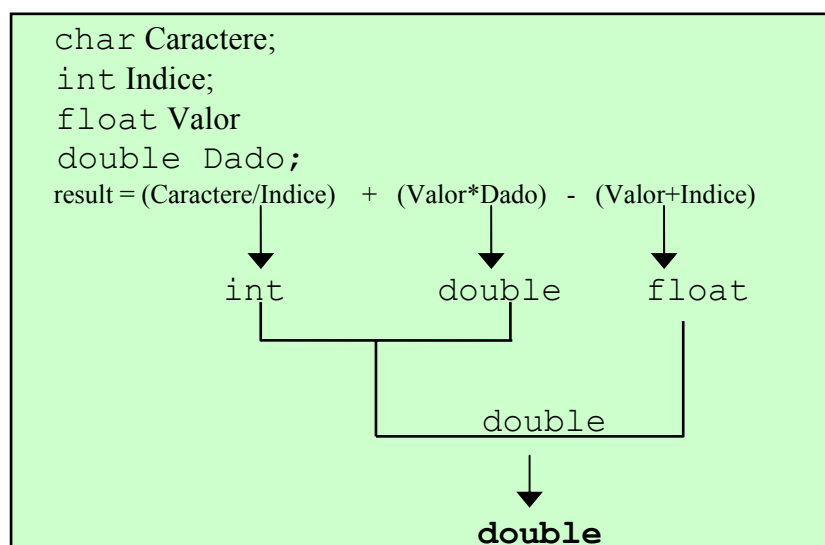 char Caractere;
int Indice;
float Valor
double Dado;
result = (Caractere/Indice) + (Valor*Dado) - (Valor+Indice)
int double float
double
double